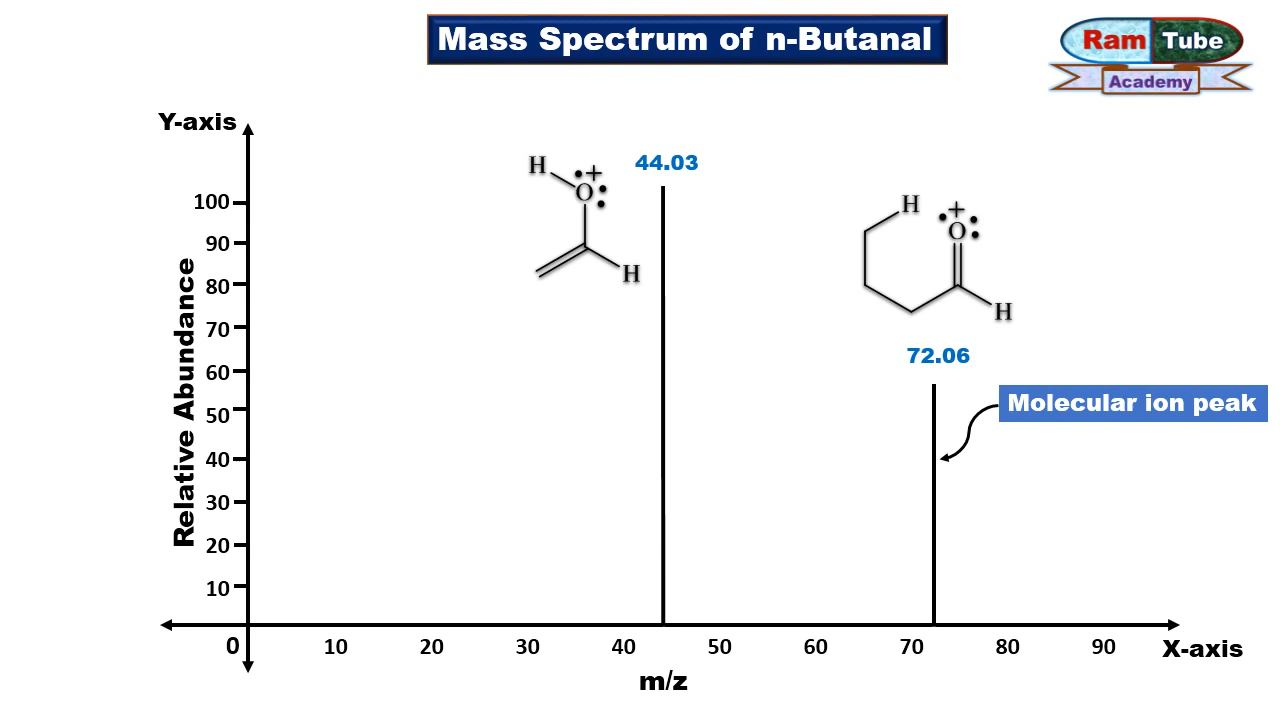 Mass Spectrum of n-Butanal
Ram Tube
Academy
Y-axis
44.03
H
+
O
H
H
+
O
H
72.06
Molecular ion peak
Relative Abundance
100
90
80
70
60
50
40
30
20
10
0 10 20 30 40 50 60 70 80 90 X-axis
m/z